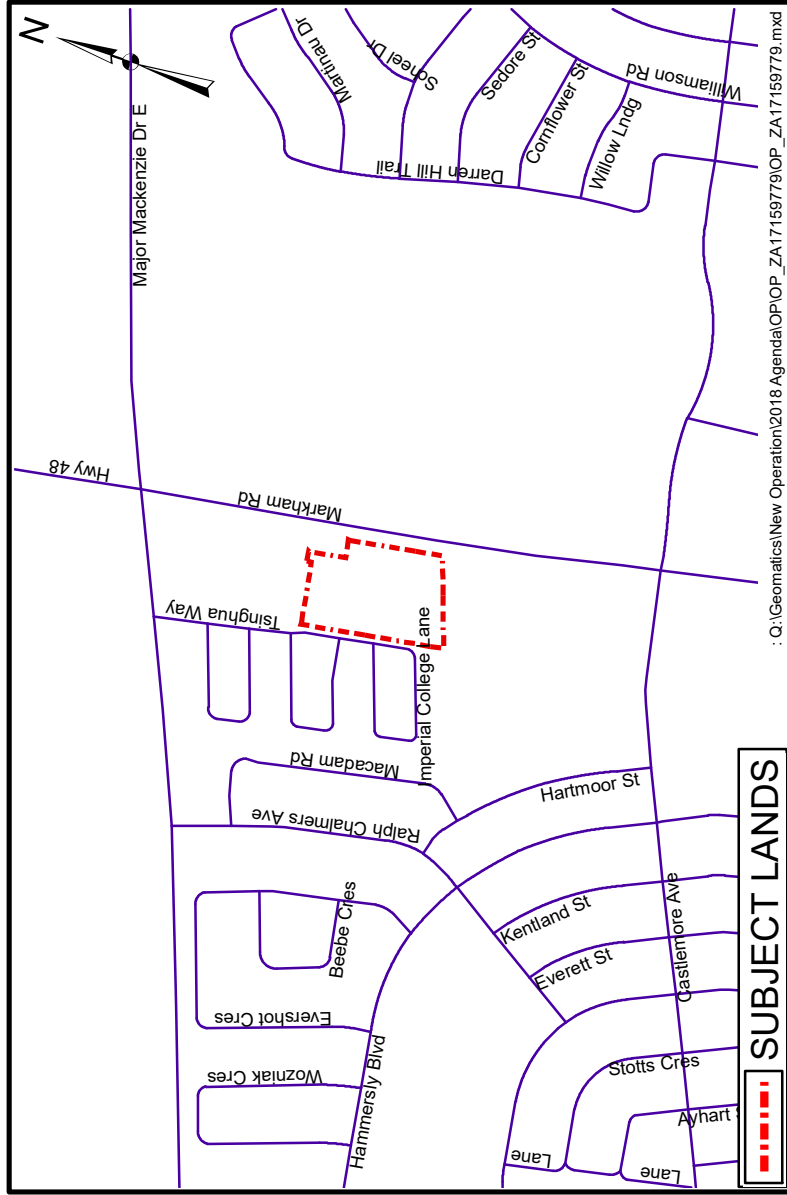 N
Major Mackenzie Dr E
Hwy 48
Markham Rd
Tsinghua Way
Imperial College Lane
Macadam Rd
Ralph Chalmers Ave
Hartmoor St
Beebe Cres
Evershot Cres
Wozniak Cres
Hammersly Blvd
Kentland St
Everett St
Castlemore Ave
Stotts Cres
Ayhart S
Lane
Lane
Martinau Dr
Scheel Dr
Sedore St
Cornflower St
Willow Lndg
Darren Hill Trail
Williamson Rd
SUBJECT LANDS
: Q:\Geomatics\New Operation\2018 Agenda\OP\OP_ZA17159779\OP_ZA17159779.mxd